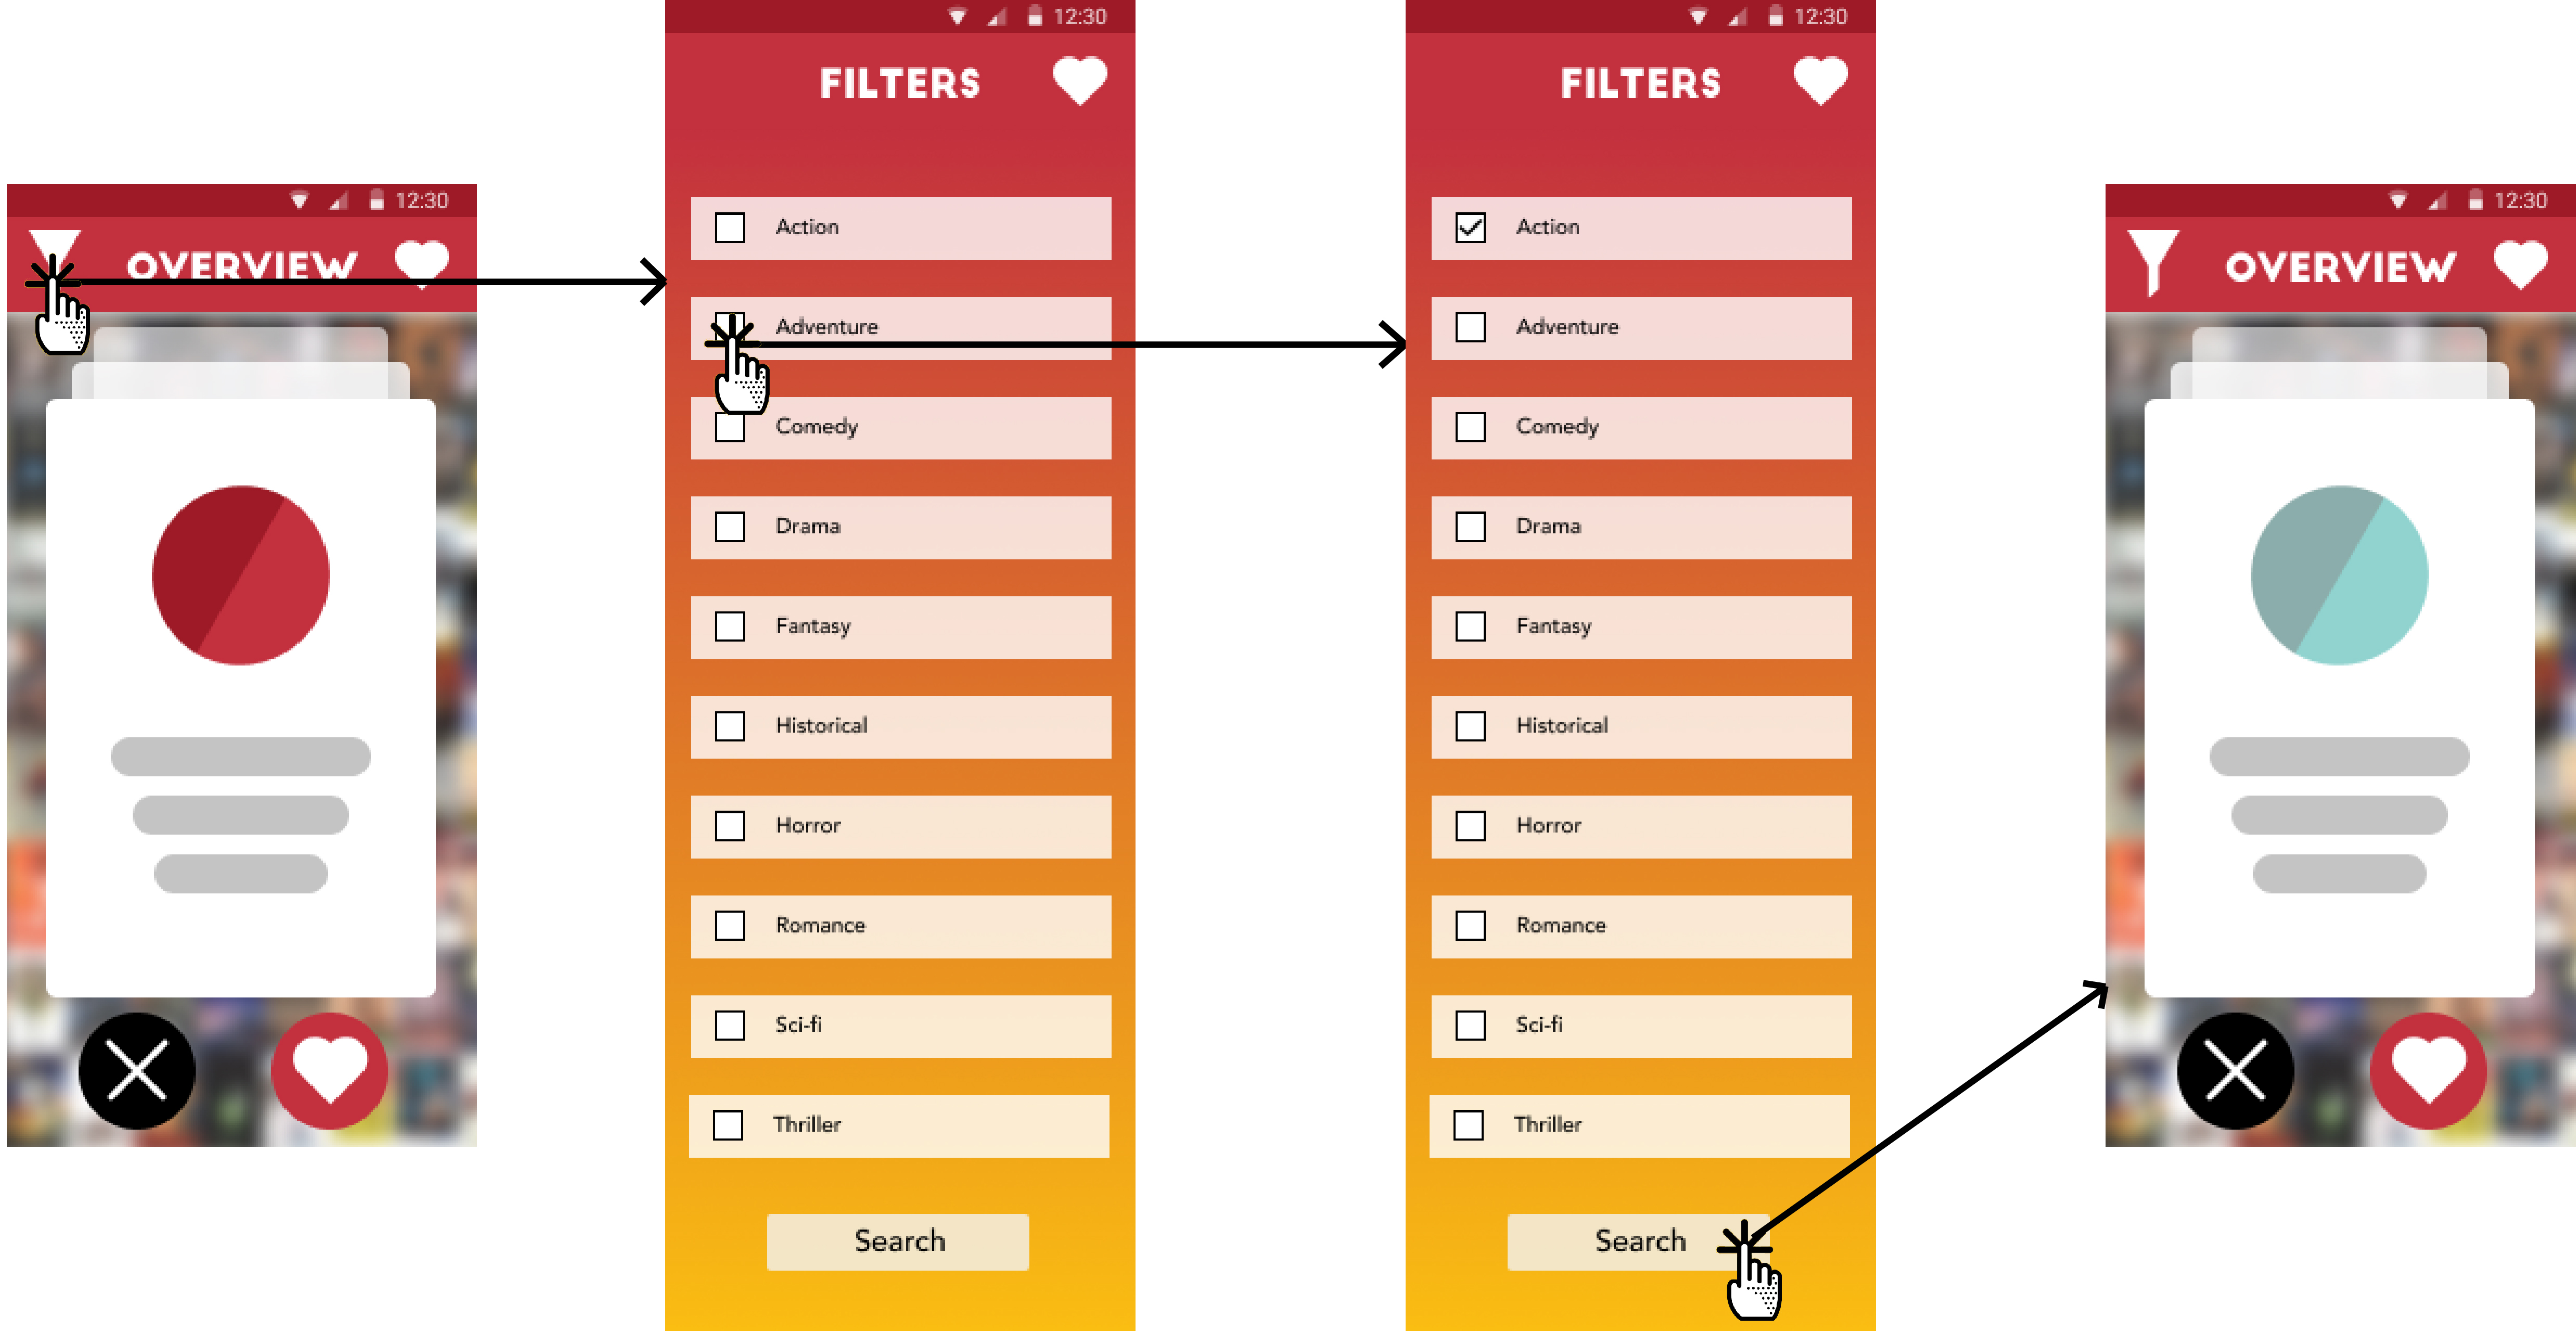 12:30
OVERVIEW
12:30
FILTERS
Action
Adventure
Comedy
Drama
Fantasy
Historical
Horror
Romance
Sci-fi
Thriller
Search
12:30
FILTERS
Action
Adventure
Comedy
Drama
Fantasy
Historical
Horror
Romance
Sci-fi
Thriller
Search
12:30
OVERVIEW